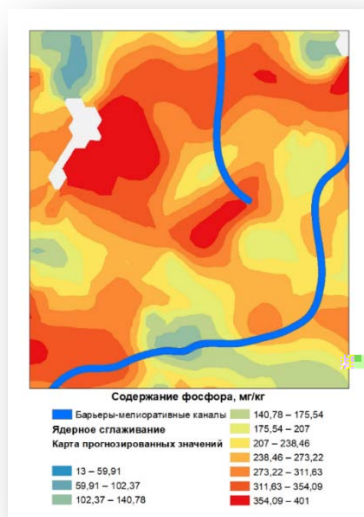 Содержание фосфора, мг/кг
Барьеры-мелиоративные каналы
Ядерное сглаживание
Карта прогнозированных значений
13 – 59,91
59,91 – 102,37
102,37 – 140,78
140,78 – 175,54
175,54 – 207
207 – 238,46
238,46 – 273,22
273,22 – 311,63
311,63 – 354,09
354,09 – 401